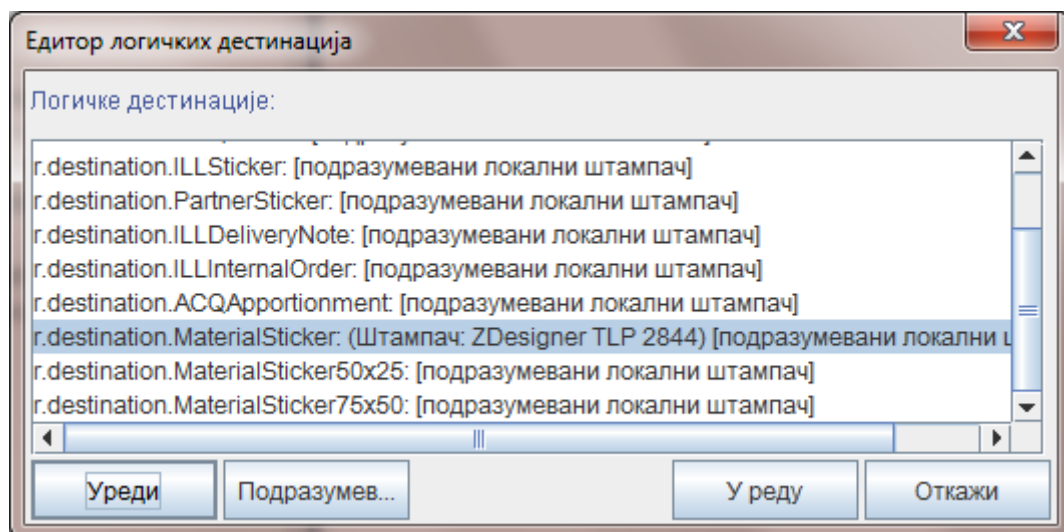 Едитор логичких дестинација
Логичке дестинације:
r.destination.ILLSticker: [подразумевани локални штампач]
r.destination.PartnerSticker: [подразумевани локални штампач]
r.destination.ILLDeliveryNote: [подразумевани локални штампач]
r.destination.ILLInternalOrder: [подразумевани локални штампач]
r.destination.ACQApportionment: [подразумевани локални штампач]
r.destination.MaterialSticker: (Штампач: ZDesigner TLP 2844) [подразумевани локални
r.destination.MaterialSticker50x25: [подразумевани локални штампач]
r.destination.MaterialSticker75x50: [подразумевани локални штампач]
Уреди Подразумев... У реду Откажи